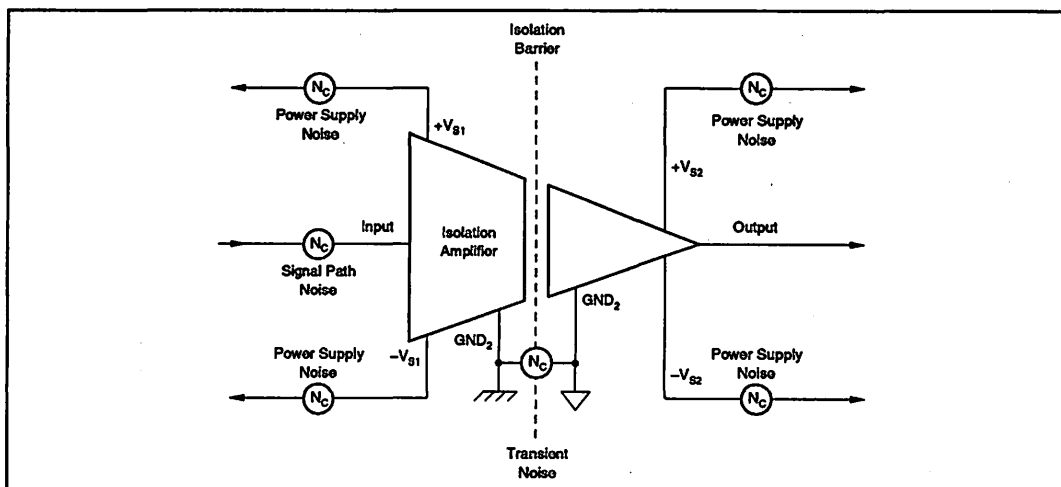 Isolation
Barrier
N_C
N_C
Power Supply
Noise
Power Supply
Noise
+V_S1
+V_S2
Input
Isolation
Amplifier
Output
N_C
Signal Path
Noise
GND_2
GND_2
Power Supply
Noise
−V_S1
N_C
Power Supply
Noise
−V_S2
N_C
N_C
Transient
Noise